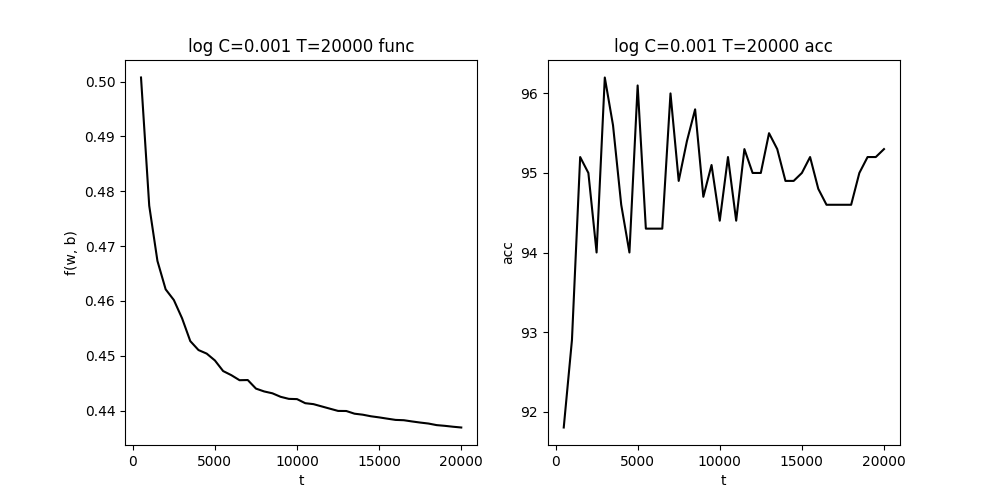 log C=0.001 T=20000 func
f(w, b)
0.50
0.49
0.48
0.47
0.46
0.45
0.44
0 5000 10000 15000 20000
t
log C=0.001 T=20000 acc
acc
96
95
94
93
92
0 5000 10000 15000 20000
t